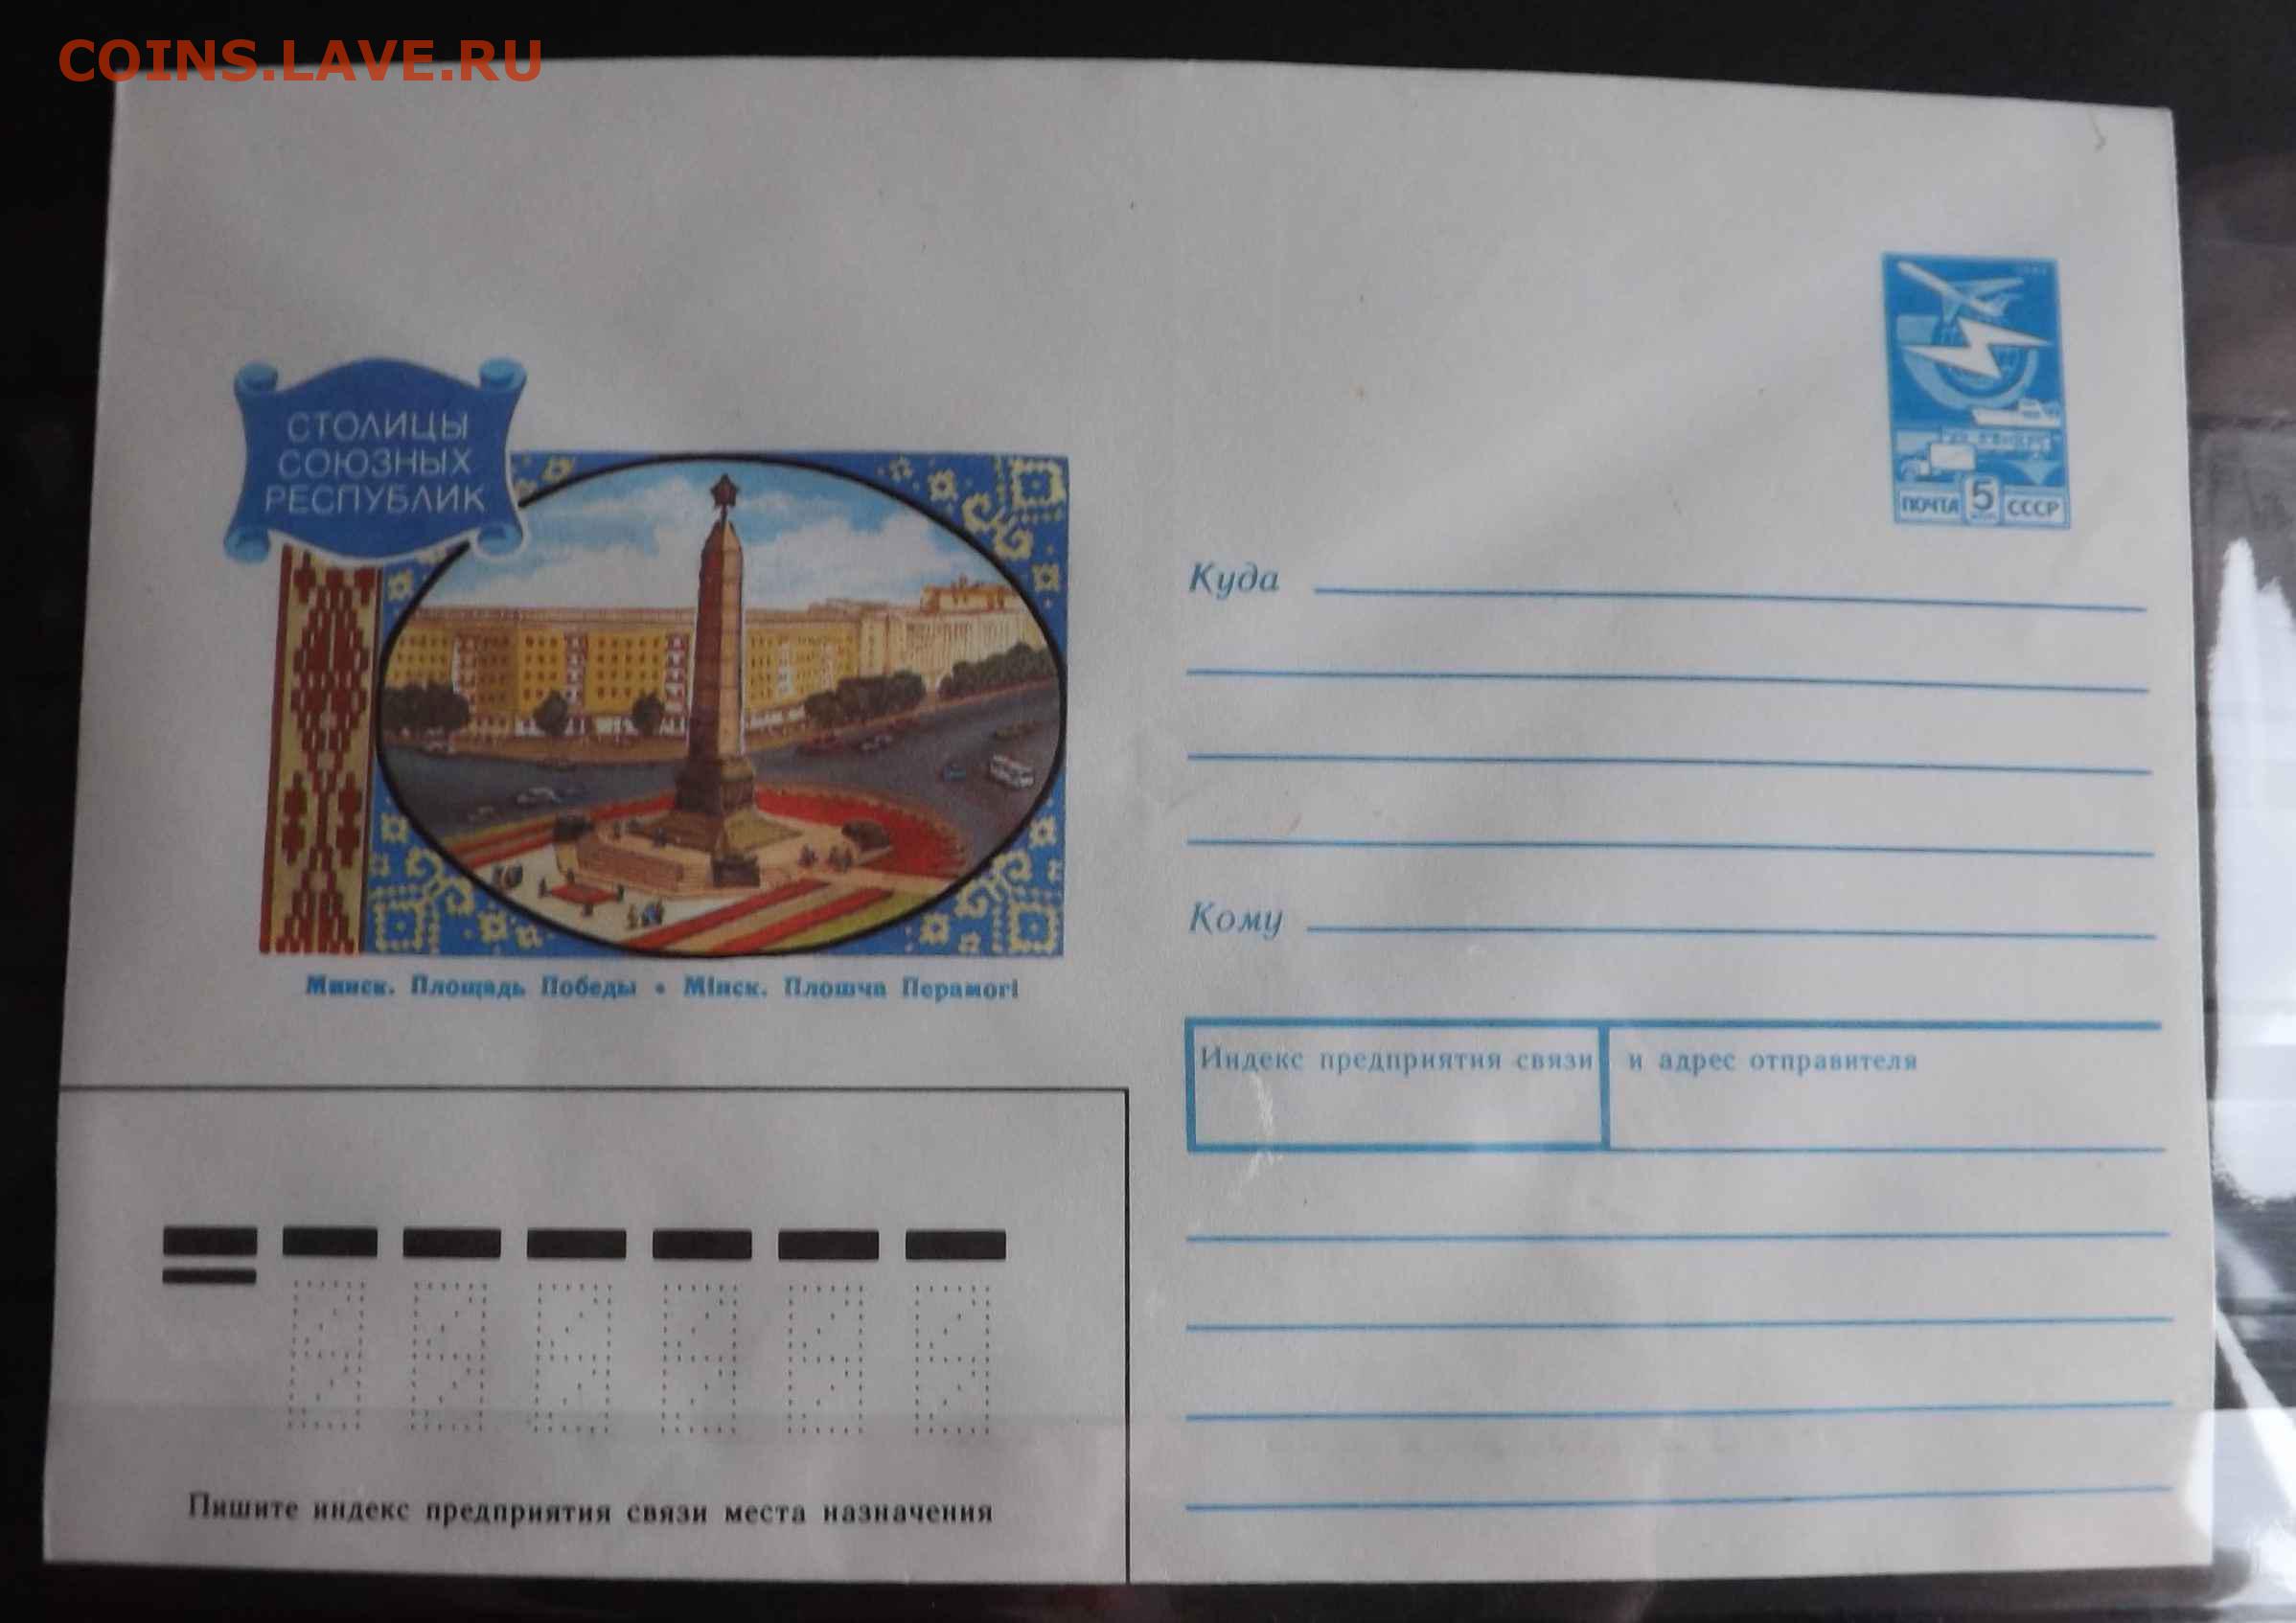 COINS.LAVE.RU
СТОЛИЦЫ
СОЮЗНЫХ
РЕСПУБЛИК
ПОЧТА 5 СССР
Куда
Кому
Минск. Площадь Победы • Мінск. Плошча Перамогі
Индекс предприятия связи и адрес отправителя
Пишите индекс предприятия связи места назначения